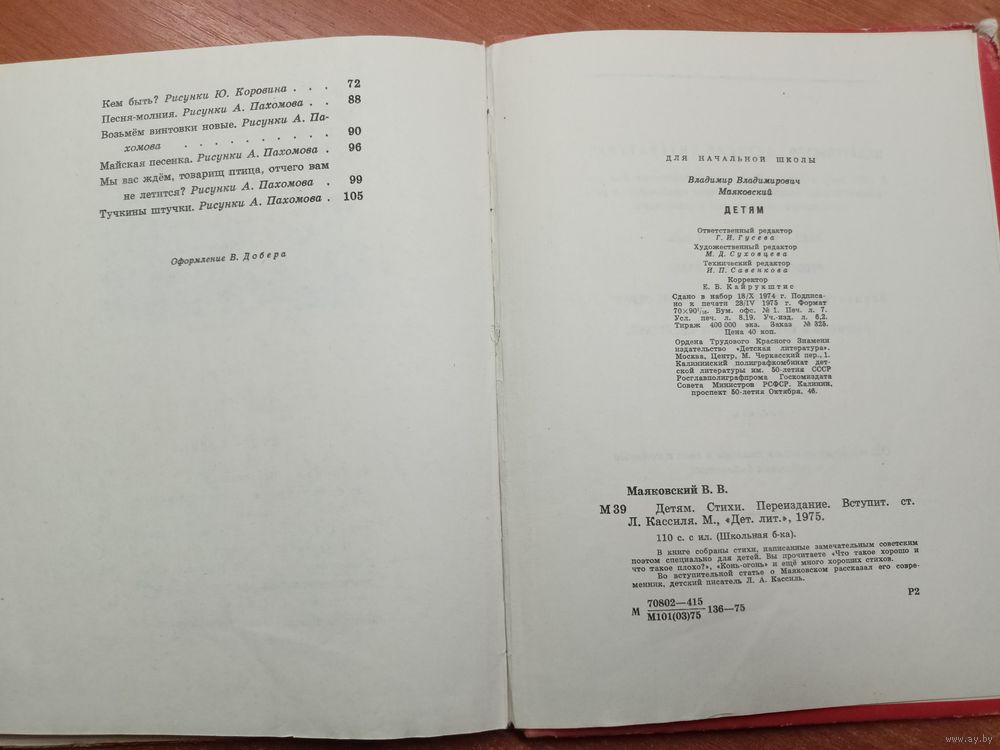 Кем быть? Рисунки Ю. Коровина . . . 72
Песня-молния. Рисунки А. Пахомова . . 88
Возьмём винтовки новые. Рисунки А. Па-
хомова . . . . . . . . . . 90
Майская песенка. Рисунки А. Пахомова . 96
Мы вас ждём, товарищ птица, отчего вам
не летится? Рисунки А. Пахомова . 99
Тучкины штучки. Рисунки А. Пахомова . 105
Оформление В. Добера
ДЛЯ НАЧАЛЬНОЙ ШКОЛЫ
Владимир Владимирович
Маяковский
ДЕТЯМ
Ответственный редактор
Г. И. Гусева
Художественный редактор
М. Д. Суховцева
Технический редактор
И. П. Савенкова
Корректор
Е. Б. Кайрукштис
Сдано в набор 18/X 1974 г. Подписа-
но к печати 28/IV 1975 г. Формат
70×90¹/₁₆. Бум. офс. № 1. Печ. л. 7.
Усл. печ. л. 8,19. Уч.-изд. л. 6,2.
Тираж 400 000 экз. Заказ № 325.
Цена 40 коп.
Ордена Трудового Красного Знамени
издательство «Детская литература».
Москва, Центр, М. Черкасский пер., 1.
Калининский полиграфкомбинат дет-
ской литературы им. 50-летия СССР
Росглавполиграфпрома Госкомиздата
Совета Министров РСФСР. Калинин,
проспект 50-летия Октября, 46.
Маяковский В. В.
М 39 Детям. Стихи. Переиздание. Вступит. ст.
Л. Кассиля. М., «Дет. лит.», 1975.
110 с. с ил. (Школьная б-ка).
В книге собраны стихи, написанные замечательным советским
поэтом специально для детей. Вы прочитаете «Что такое хорошо и
что такое плохо?», «Конь-огонь» и ещё много хороших стихов.
Во вступительной статье о Маяковском рассказал его совре-
менник, детский писатель Л. А. Кассиль.
М 70802—415
М101(03)75 136—75
Р2
www.ay.by